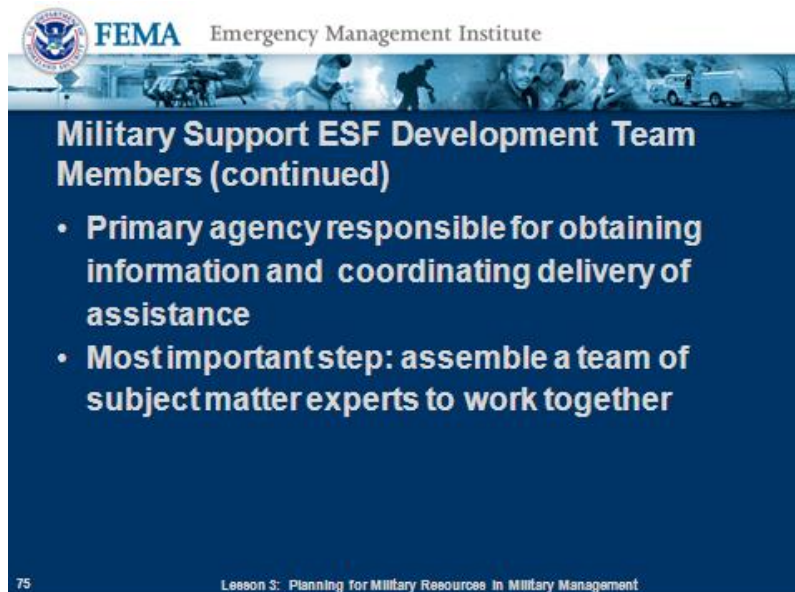 FEMA Emergency Management Institute
Military Support ESF Development Team
Members (continued)
• Primary agency responsible for obtaining
information and coordinating delivery of
assistance
• Most important step: assemble a team of
subject matter experts to work together
75 Lesson 3: Planning for Military Resources in Military Management